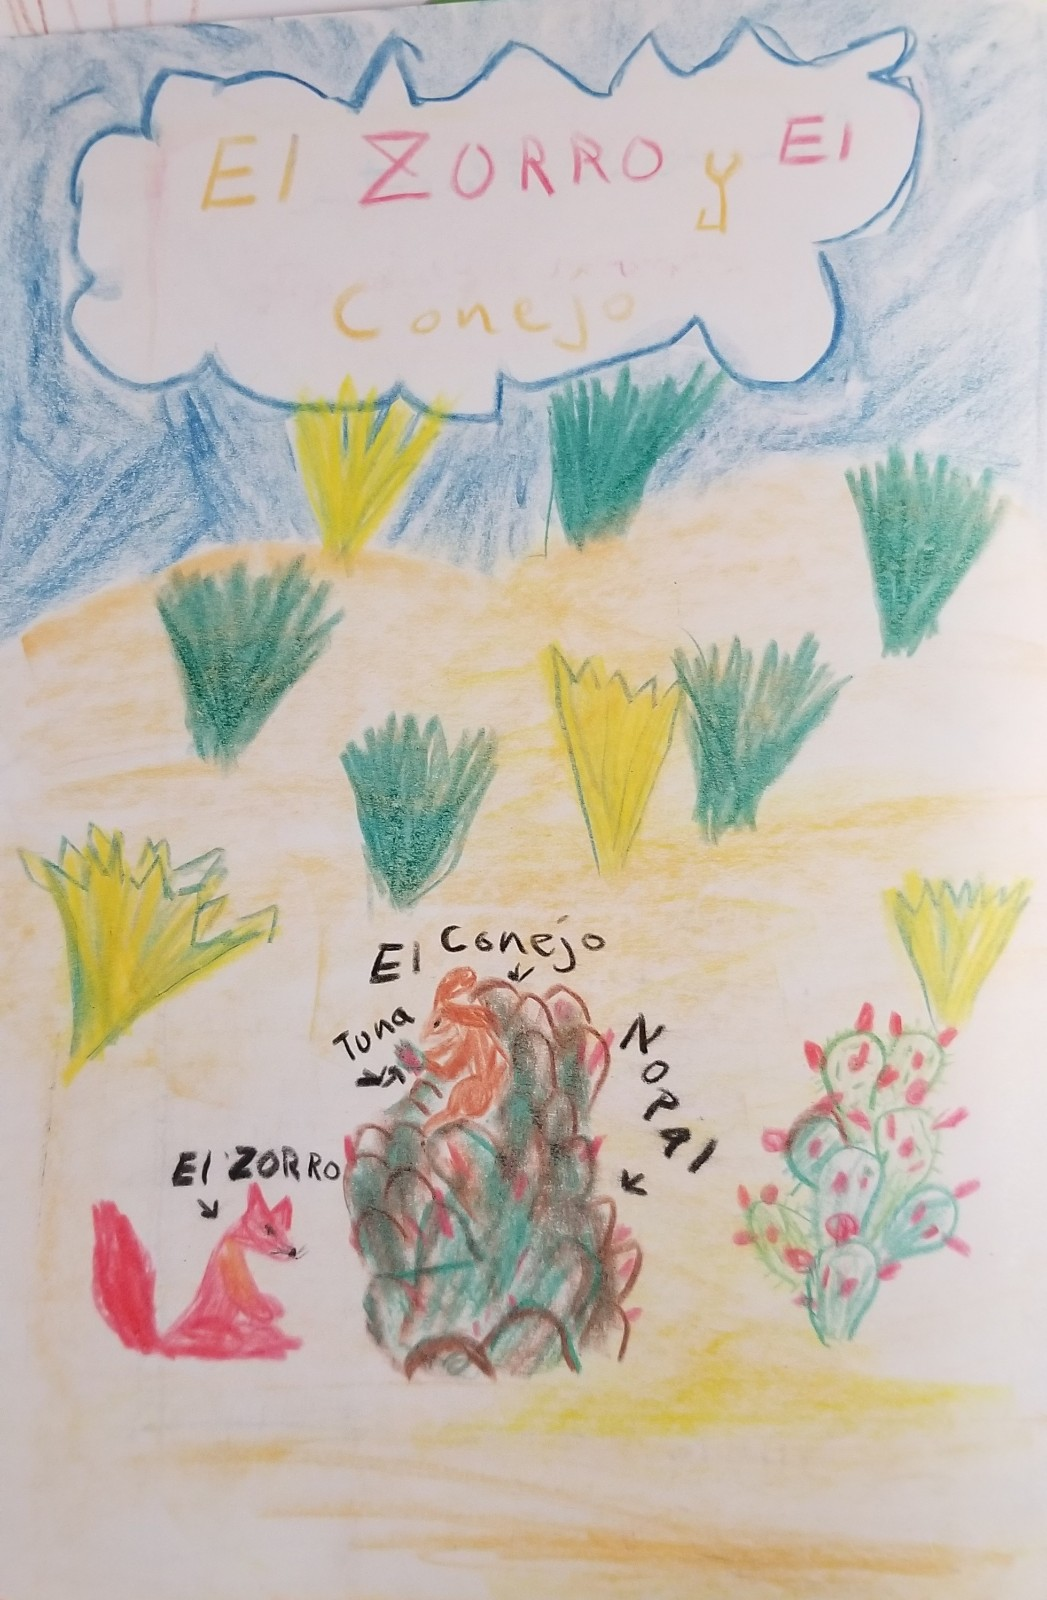 El ZORRO y El
Conejo
El Conejo
Tuna
NOPAl
El ZORRO